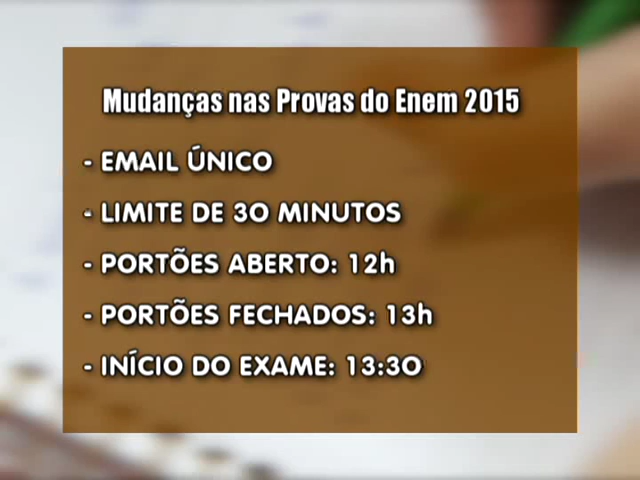 Mudanças nas Provas do Enem 2015
- EMAIL ÚNICO
- LIMITE DE 30 MINUTOS
- PORTÕES ABERTO: 12h
- PORTÕES FECHADOS: 13h
- INÍCIO DO EXAME: 13:30